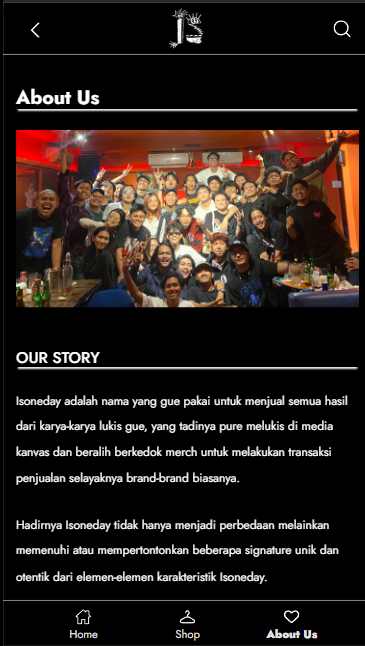 About Us
OUR STORY
Isoneday adalah nama yang gue pakai untuk menjual semua hasil
dari karya-karya lukis gue, yang tadinya pure melukis di media
kanvas dan beralih berkedok merch untuk melakukan transaksi
penjualan selayaknya brand-brand biasanya.
Hadirnya Isoneday tidak hanya menjadi perbedaan melainkan
memenuhi atau mempertontonkan beberapa signature unik dan
otentik dari elemen-elemen karakteristik Isoneday.
Home
Shop
About Us